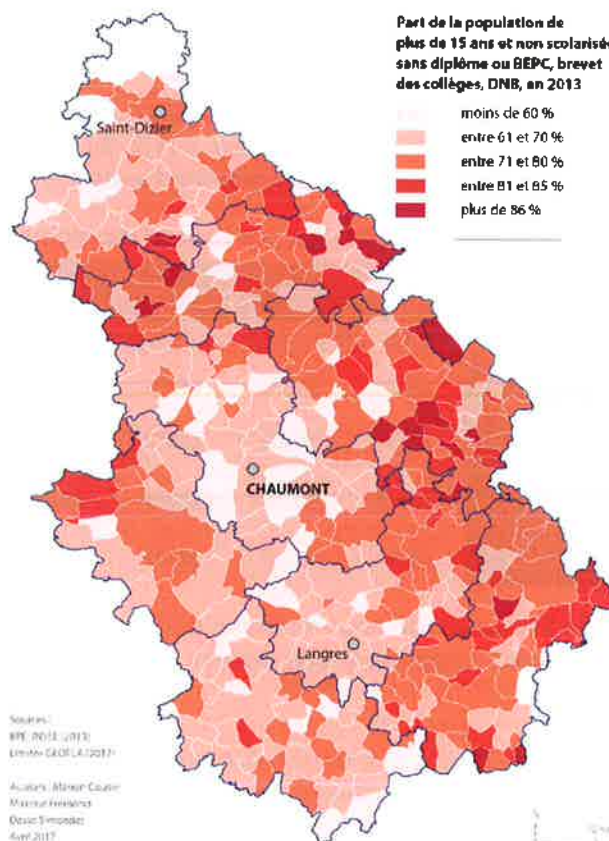 Part de la population de
plus de 15 ans et non scolarisée
sans diplôme ou BEPC, brevet
des collèges, DNB, en 2013
moins de 60 %
entre 61 et 70 %
entre 71 et 80 %
entre 81 et 85 %
plus de 86 %
Saint-Dizier
CHAUMONT
Langres
Sources :
Avril 2017